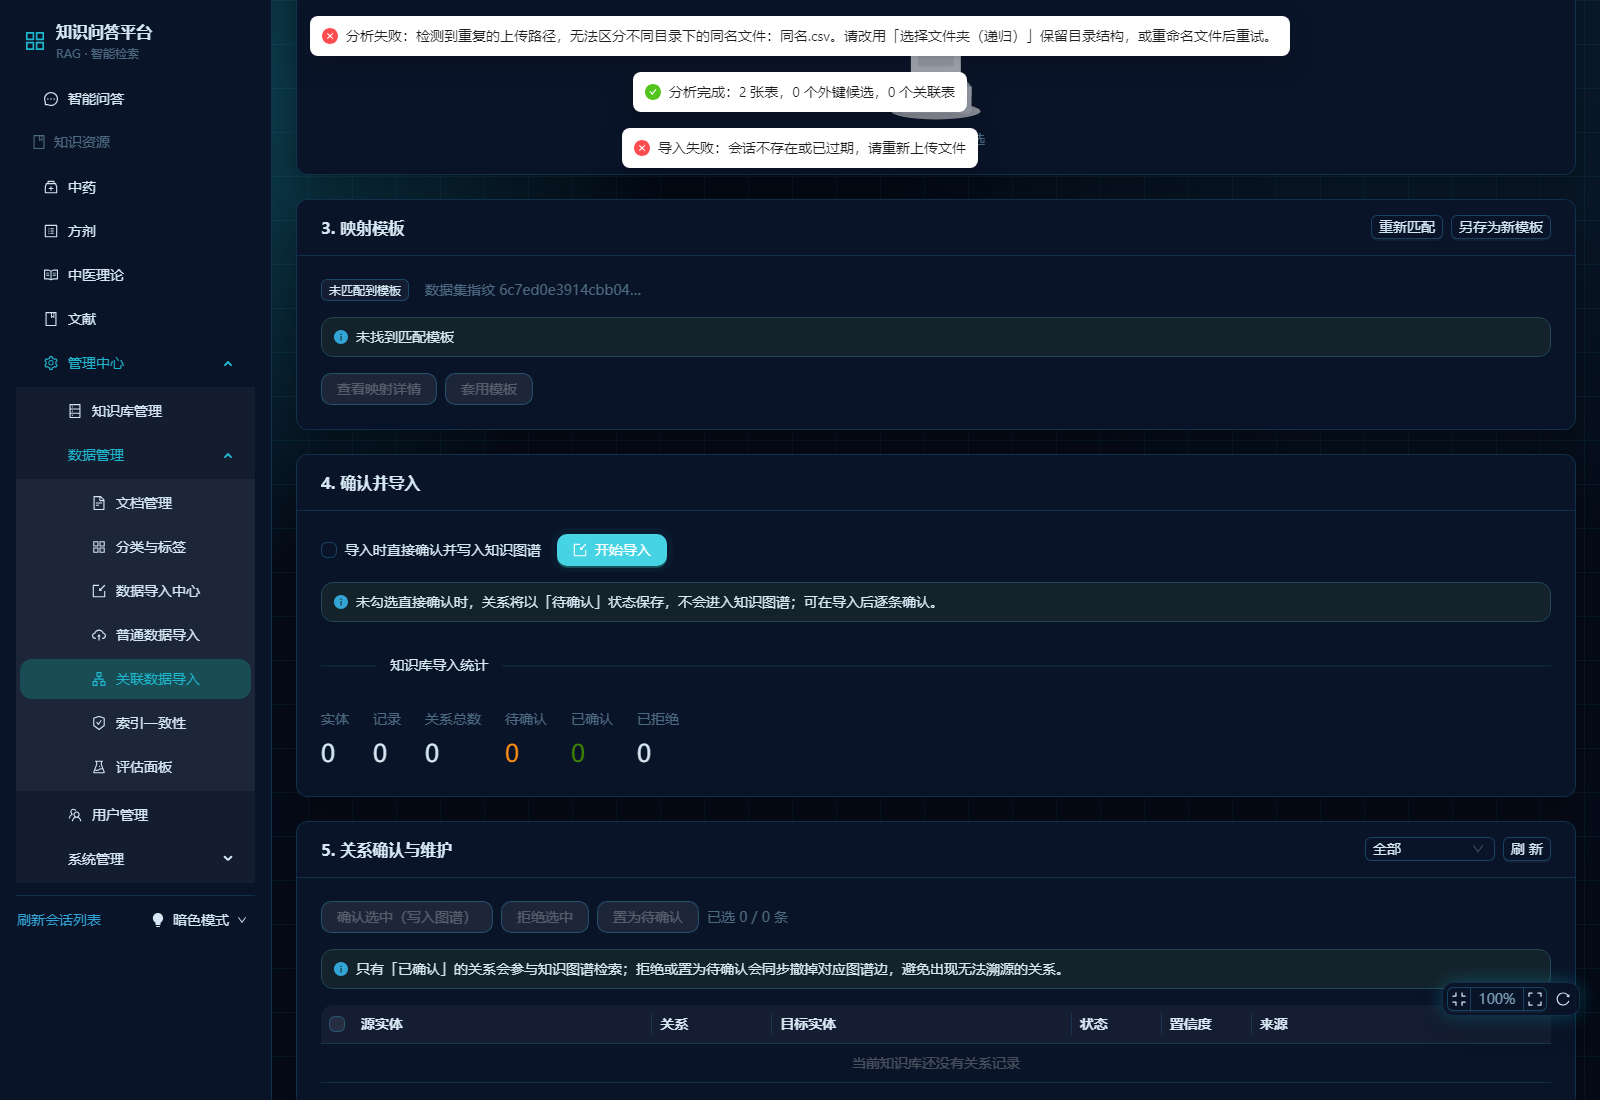 知识问答平台
RAG · 智能检索
智能问答
知识资源
中药
方剂
中医理论
文献
管理中心
知识库管理
数据管理
文档管理
分类与标签
数据导入中心
普通数据导入
关联数据导入
索引一致性
评估面板
用户管理
系统管理
刷新会话列表
暗色模式
分析失败：检测到重复的上传路径，无法区分不同目录下的同名文件：同名.csv。请改用「选择文件夹（递归）」保留目录结构，或重命名文件后重试。
分析完成：2 张表，0 个外键候选，0 个关联表
导入失败：会话不存在或已过期，请重新上传文件
选
3. 映射模板
重新匹配
另存为新模板
未匹配到模板
数据集指纹 6c7ed0e3914cbb04...
未找到匹配模板
查看映射详情
套用模板
4. 确认并导入
导入时直接确认并写入知识图谱
开始导入
未勾选直接确认时，关系将以「待确认」状态保存，不会进入知识图谱；可在导入后逐条确认。
知识库导入统计
实体 记录 关系总数 待确认 已确认 已拒绝
0 0 0 0 0 0
5. 关系确认与维护
全部
刷 新
确认选中（写入图谱）
拒绝选中
置为待确认
已选 0 / 0 条
只有「已确认」的关系会参与知识图谱检索；拒绝或置为待确认会同步撤掉对应图谱边，避免出现无法溯源的关系。
100%
源实体 关系 目标实体 状态 置信度 来源
当前知识库还没有关系记录